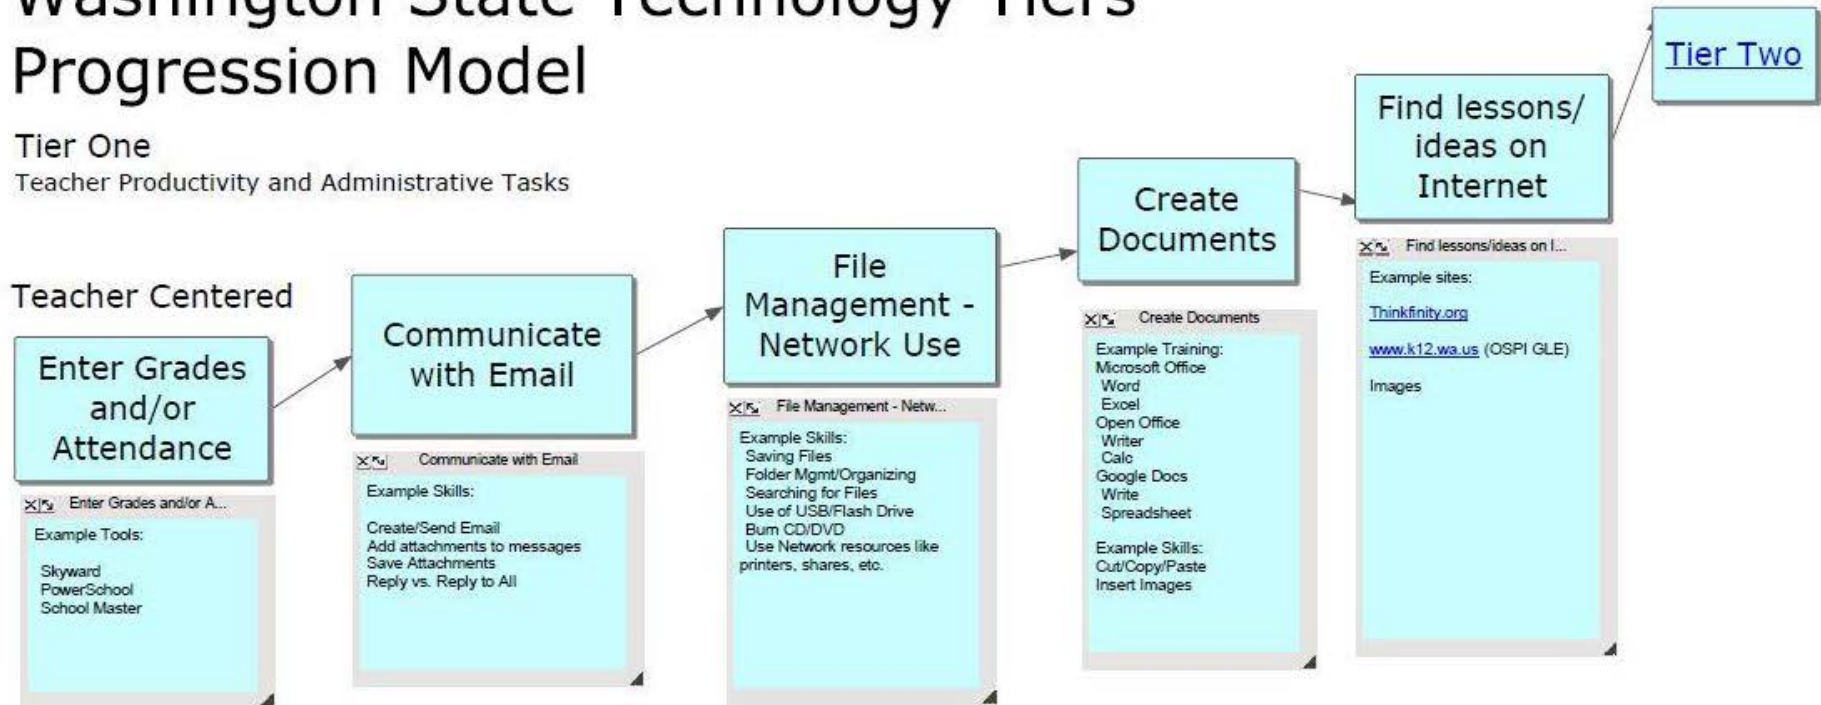 Washington State Technology Tiers
Progression Model
Tier One
Teacher Productivity and Administrative Tasks
Teacher Centered
Enter Grades
and/or
Attendance
Enter Grades and/or A...
Example Tools:
Skyward
PowerSchool
School Master
Communicate
with Email
Communicate with Email
Example Skills:
Create/Send Email
Add attachments to messages
Save Attachments
Reply vs. Reply to All
File
Management -
Network Use
File Management - Netw...
Example Skills:
Saving Files
Folder Mgmt/Organizing
Searching for Files
Use of USB/Flash Drive
Burn CD/DVD
Use Network resources like
printers, shares, etc.
Create
Documents
Create Documents
Example Training:
Microsoft Office
Word
Excel
Open Office
Writer
Calc
Google Docs
Write
Spreadsheet
Example Skills:
Cut/Copy/Paste
Insert Images
Find lessons/
ideas on
Internet
Find lessons/ideas on I...
Example sites:
Thinkfinity.org
www.k12.wa.us (OSPI GLE)
Images
Tier Two